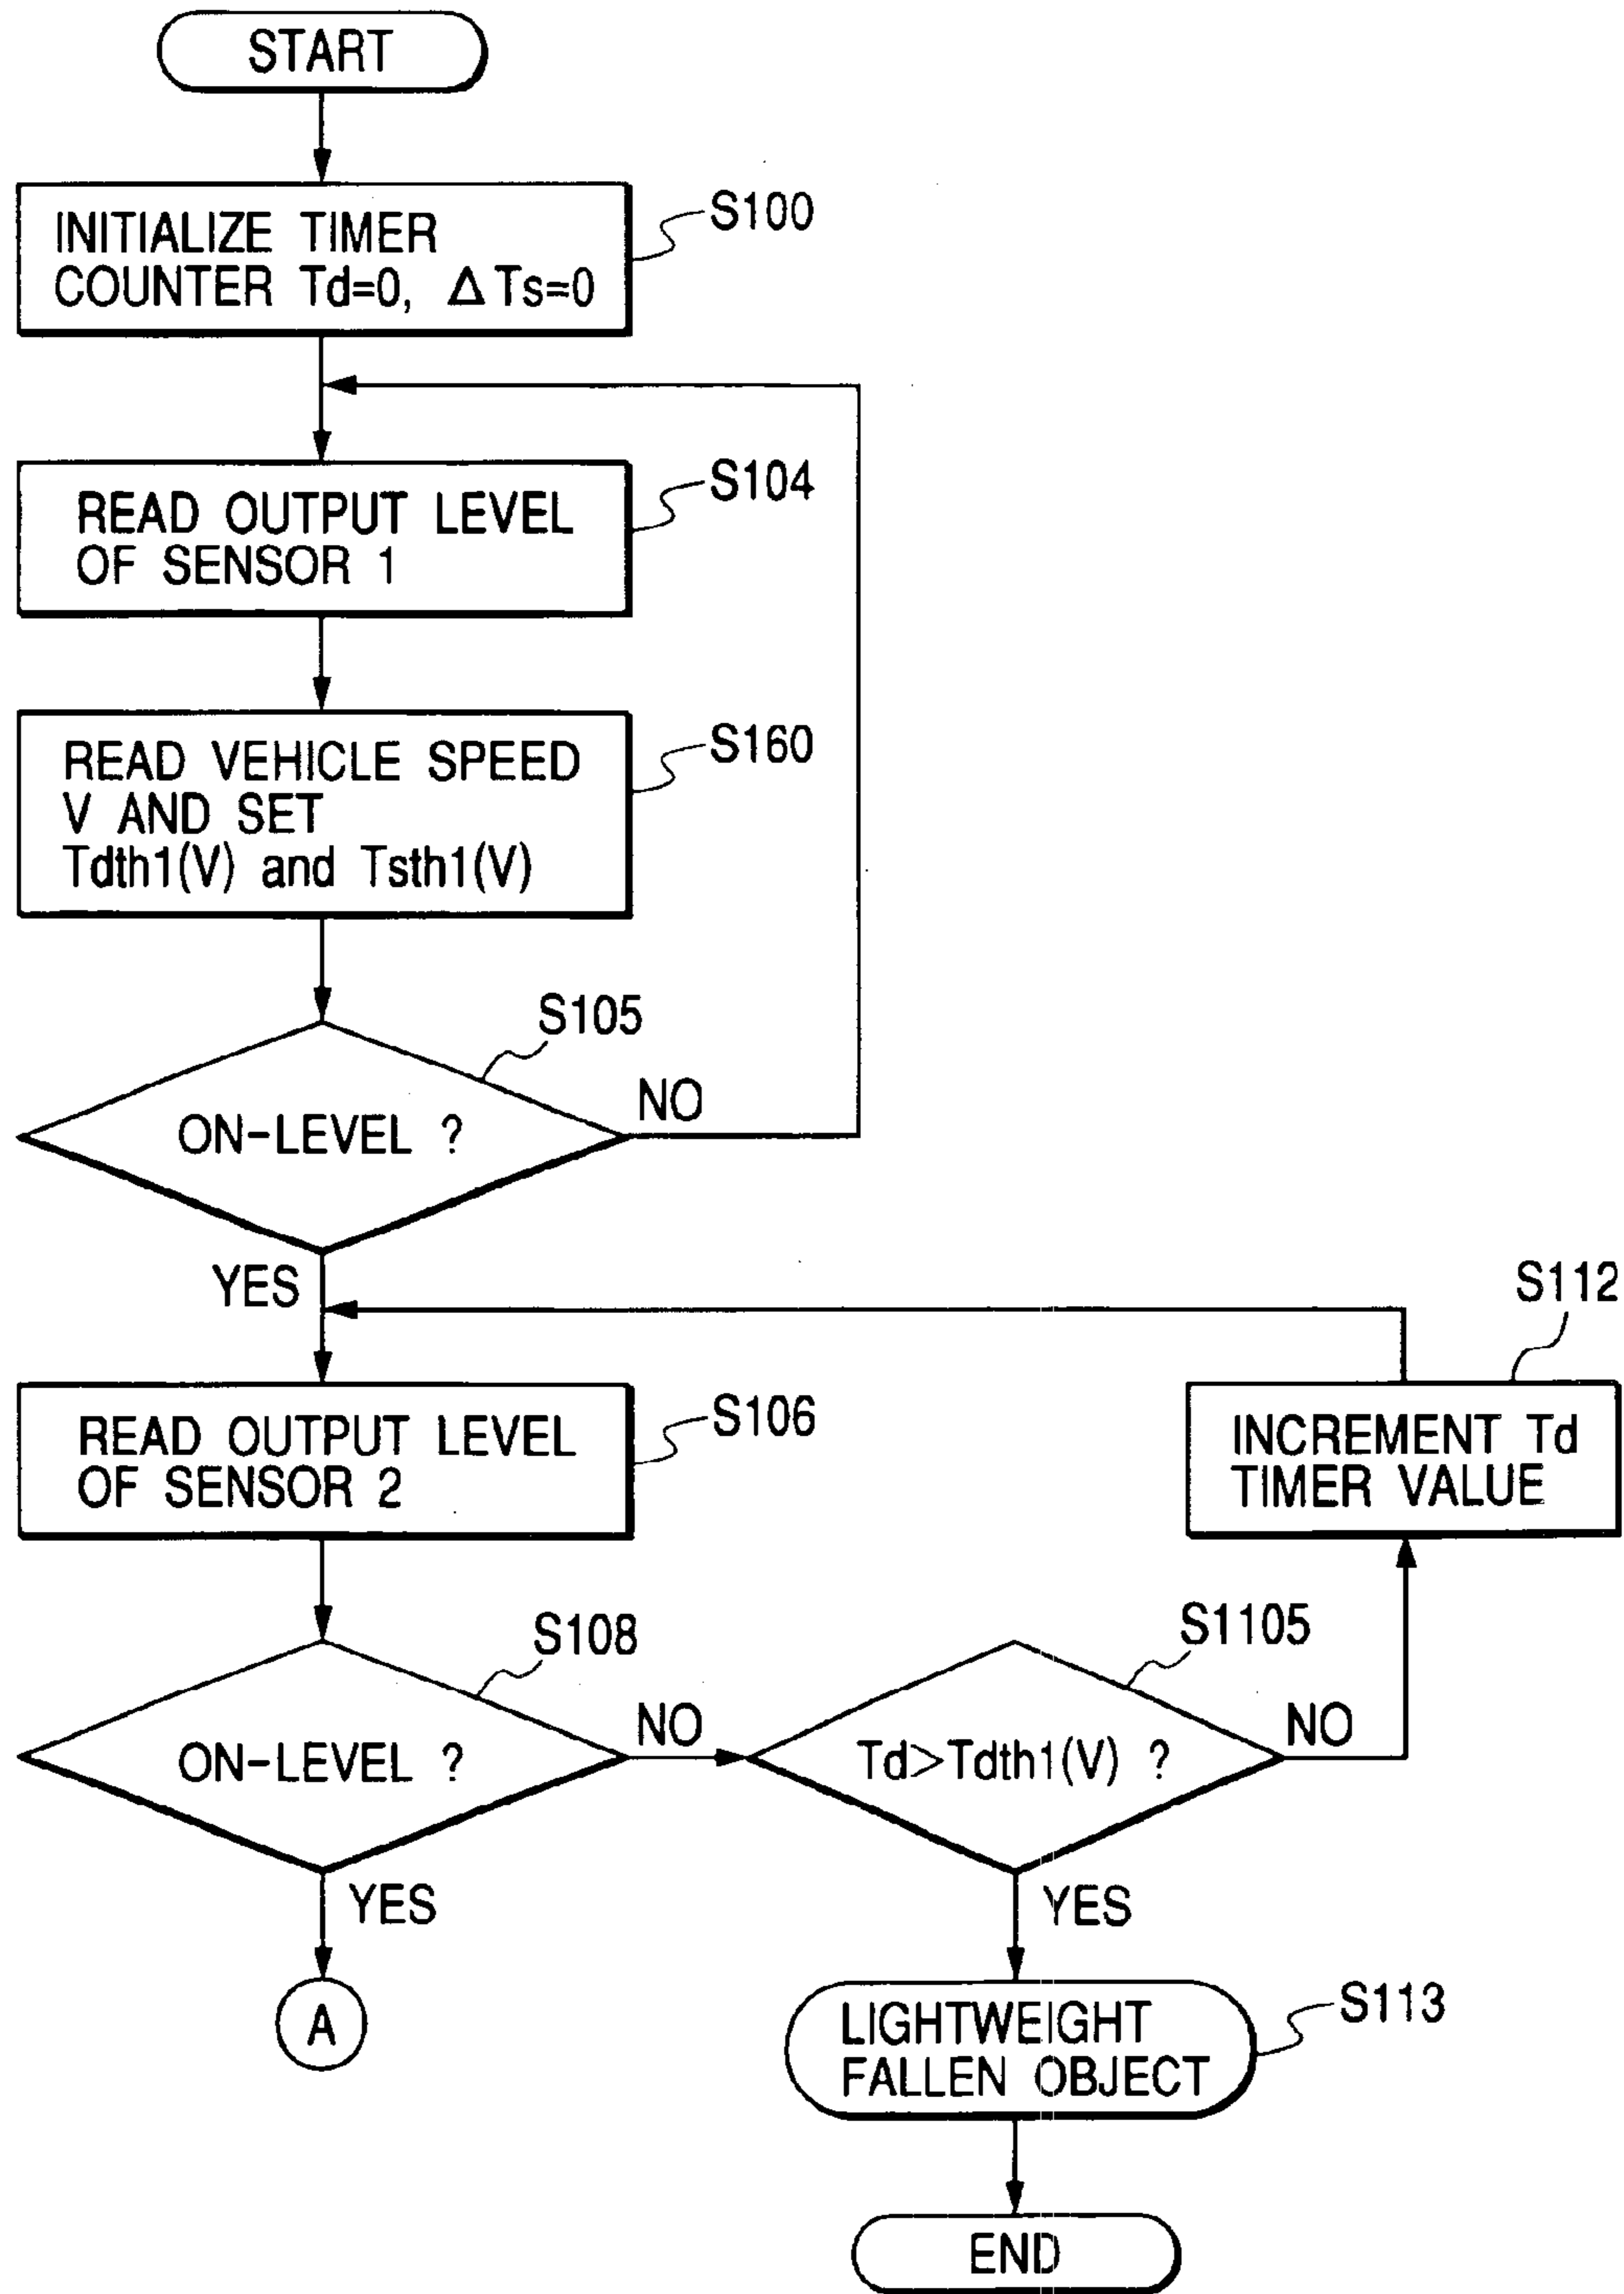 START
INITIALIZE TIMER
COUNTER Td=0, ΔTs=0
S100
READ OUTPUT LEVEL
OF SENSOR 1
S104
READ VEHICLE SPEED
V AND SET
Tdth1(V) and Tsth1(V)
S160
S105
ON-LEVEL ?
NO
YES
S112
READ OUTPUT LEVEL
OF SENSOR 2
S106
INCREMENT Td
TIMER VALUE
S108
ON-LEVEL ?
NO
S1105
Td>Tdth1(V) ?
NO
YES
YES
A
LIGHTWEIGHT
FALLEN OBJECT
S113
END